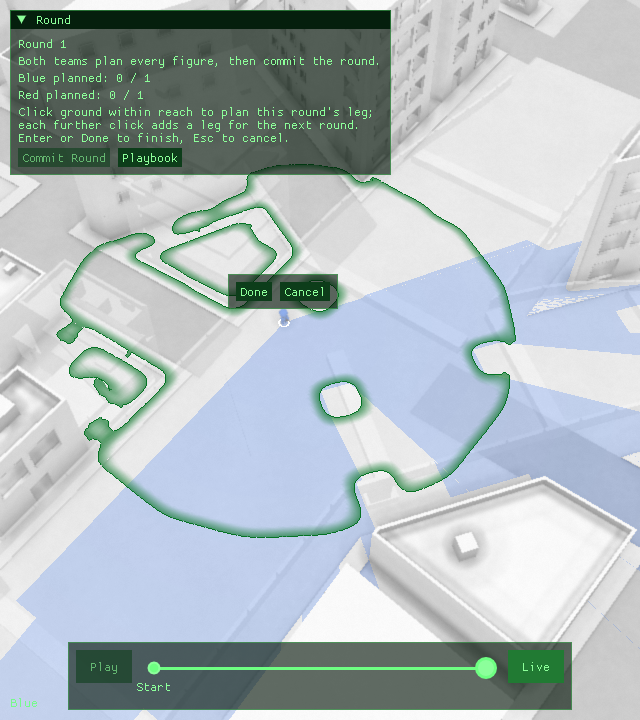 Round
Round 1
Both teams plan every figure, then commit the round.
Blue planned: 0 / 1
Red planned: 0 / 1
Click ground within reach to plan this round's leg;
each further click adds a leg for the next round.
Enter or Done to finish, Esc to cancel.
Commit Round Playbook
Done Cancel
Play Live
Start
Blue